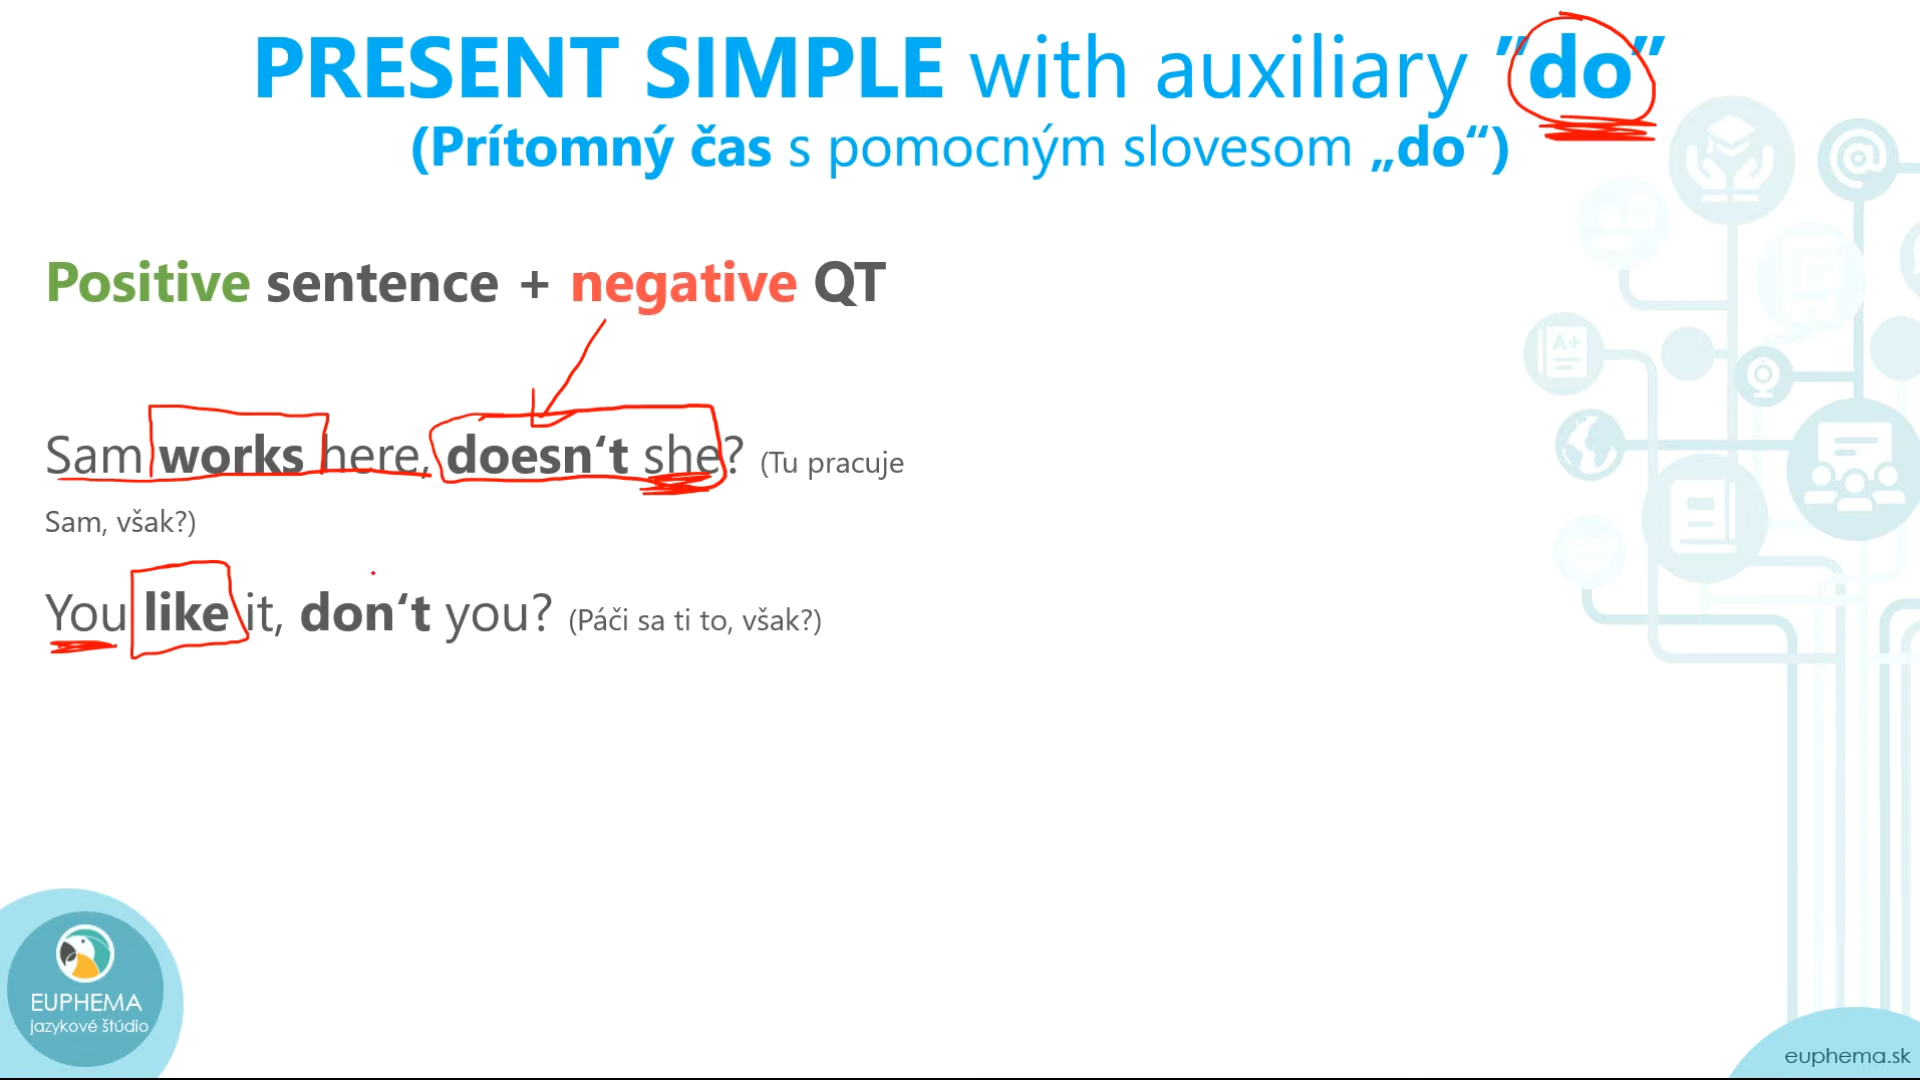 PRESENT SIMPLE with auxiliary ”do”
(Prítomný čas s pomocným slovesom „do“)
Positive sentence + negative QT
Sam works here, doesn‘t she? (Tu pracuje
Sam, však?)
You like it, don‘t you? (Páči sa ti to, však?)
A+
EUPHEMA
jazykové štúdio
euphema.sk